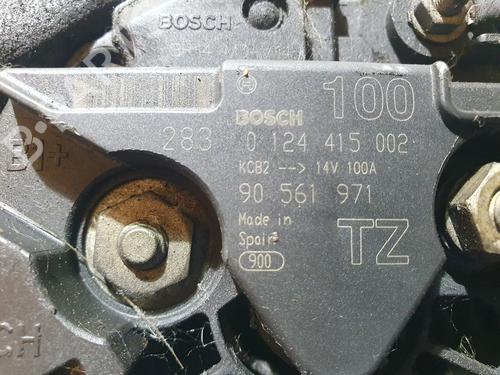 BOSCH
100
BOSCH
283 0 124 415 002
KCB2 --> 14V 100A
B+
90 561 971
Made in
Spain
TZ
900